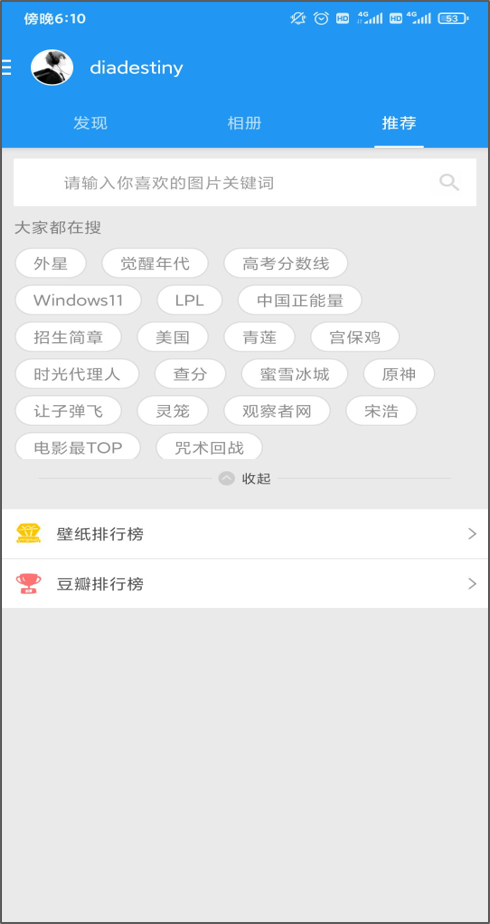 傍晚6:10 HD 4G HD 4G 53
diadestiny
发现 相册 推荐
请输入你喜欢的图片关键词
大家都在搜
外星 觉醒年代 高考分数线
Windows11 LPL 中国正能量
招生简章 美国 青莲 宫保鸡
时光代理人 查分 蜜雪冰城 原神
让子弹飞 灵笼 观察者网 宋浩
电影最TOP 咒术回战
收起
壁纸排行榜
豆瓣排行榜